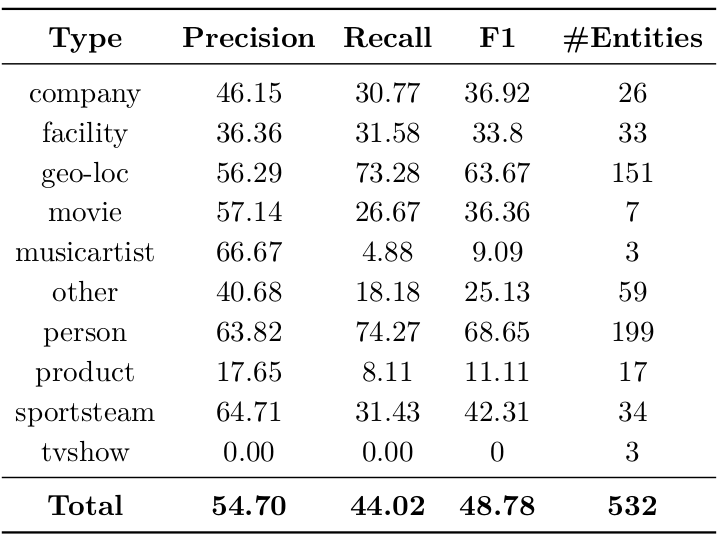 Type Precision Recall F1 #Entities
company 46.15 30.77 36.92 26
facility 36.36 31.58 33.8 33
geo-loc 56.29 73.28 63.67 151
movie 57.14 26.67 36.36 7
musicartist 66.67 4.88 9.09 3
other 40.68 18.18 25.13 59
person 63.82 74.27 68.65 199
product 17.65 8.11 11.11 17
sportsteam 64.71 31.43 42.31 34
tvshow 0.00 0.00 0 3
Total 54.70 44.02 48.78 532